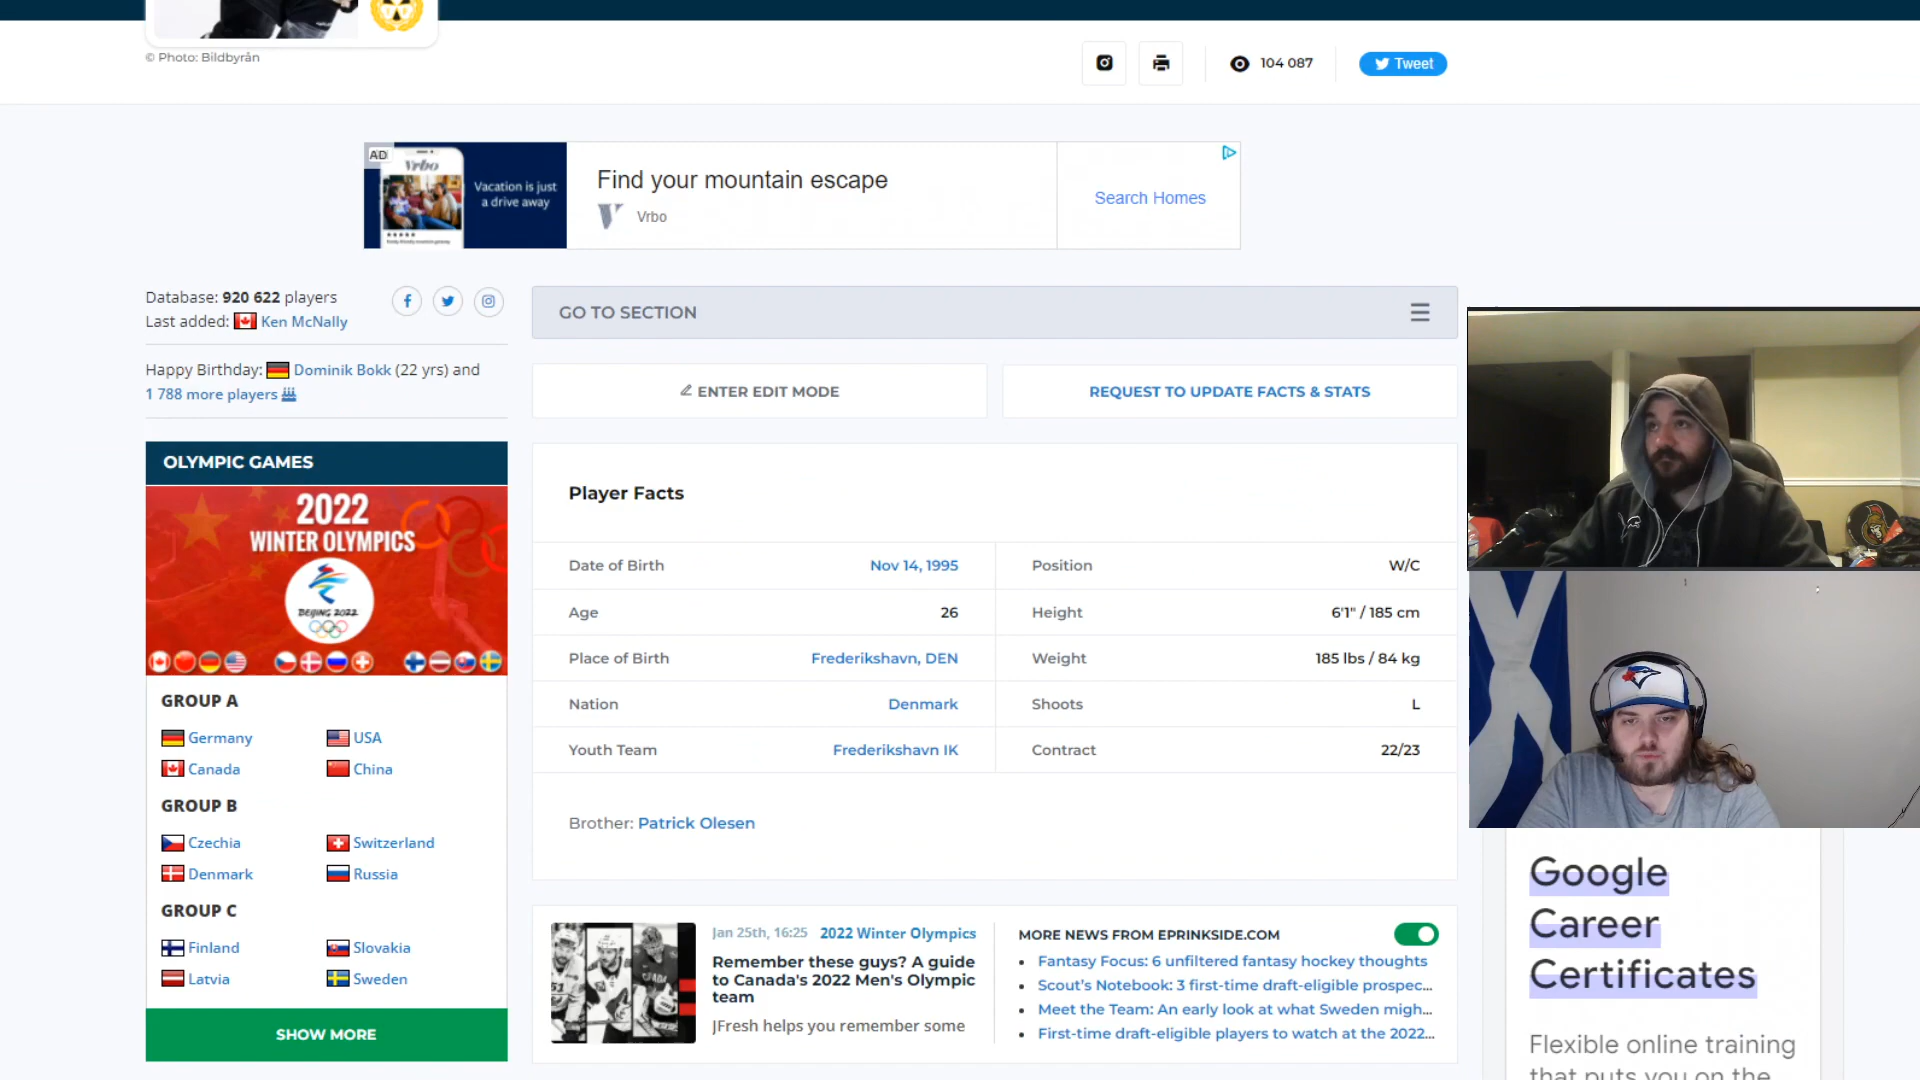 © Photo: Bildbyrån
104 087
Tweet
AD
Vrbo
Vacation is just
a drive away
Find your mountain escape
Vrbo
Search Homes
Database: 920 622 players
Last added: Ken McNally
Happy Birthday: Dominik Bokk (22 yrs) and
1 788 more players
GO TO SECTION
ENTER EDIT MODE
REQUEST TO UPDATE FACTS & STATS
OLYMPIC GAMES
2022
WINTER OLYMPICS
BEIJING 2022
GROUP A
Germany
USA
Canada
China
GROUP B
Czechia
Switzerland
Denmark
Russia
GROUP C
Finland
Slovakia
Latvia
Sweden
SHOW MORE
Player Facts
Date of Birth
Nov 14, 1995
Position
W/C
Age
26
Height
6'1" / 185 cm
Place of Birth
Frederikshavn, DEN
Weight
185 lbs / 84 kg
Nation
Denmark
Shoots
L
Youth Team
Frederikshavn IK
Contract
22/23
Brother: Patrick Olesen
Jan 25th, 16:25 2022 Winter Olympics
Remember these guys? A guide
to Canada's 2022 Men's Olympic
team
JFresh helps you remember some
MORE NEWS FROM EPRINKSIDE.COM
Fantasy Focus: 6 unfiltered fantasy hockey thoughts
Scout's Notebook: 3 first-time draft-eligible prospec...
Meet the Team: An early look at what Sweden migh...
First-time draft-eligible players to watch at the 2022...
Google
Career
Certificates
Flexible online training
that puts you on the